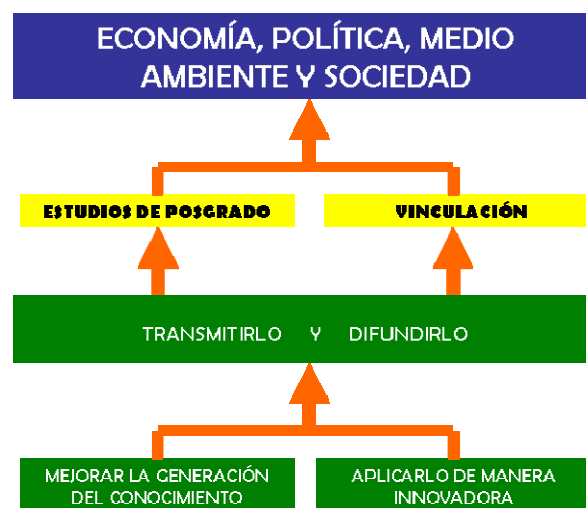 ECONOMÍA, POLÍTICA, MEDIO
AMBIENTE Y SOCIEDAD
ESTUDIOS DE POSGRADO
VINCULACIÓN
TRANSMITIRLO Y DIFUNDIRLO
MEJORAR LA GENERACIÓN
DEL CONOCIMIENTO
APLICARLO DE MANERA
INNOVADORA